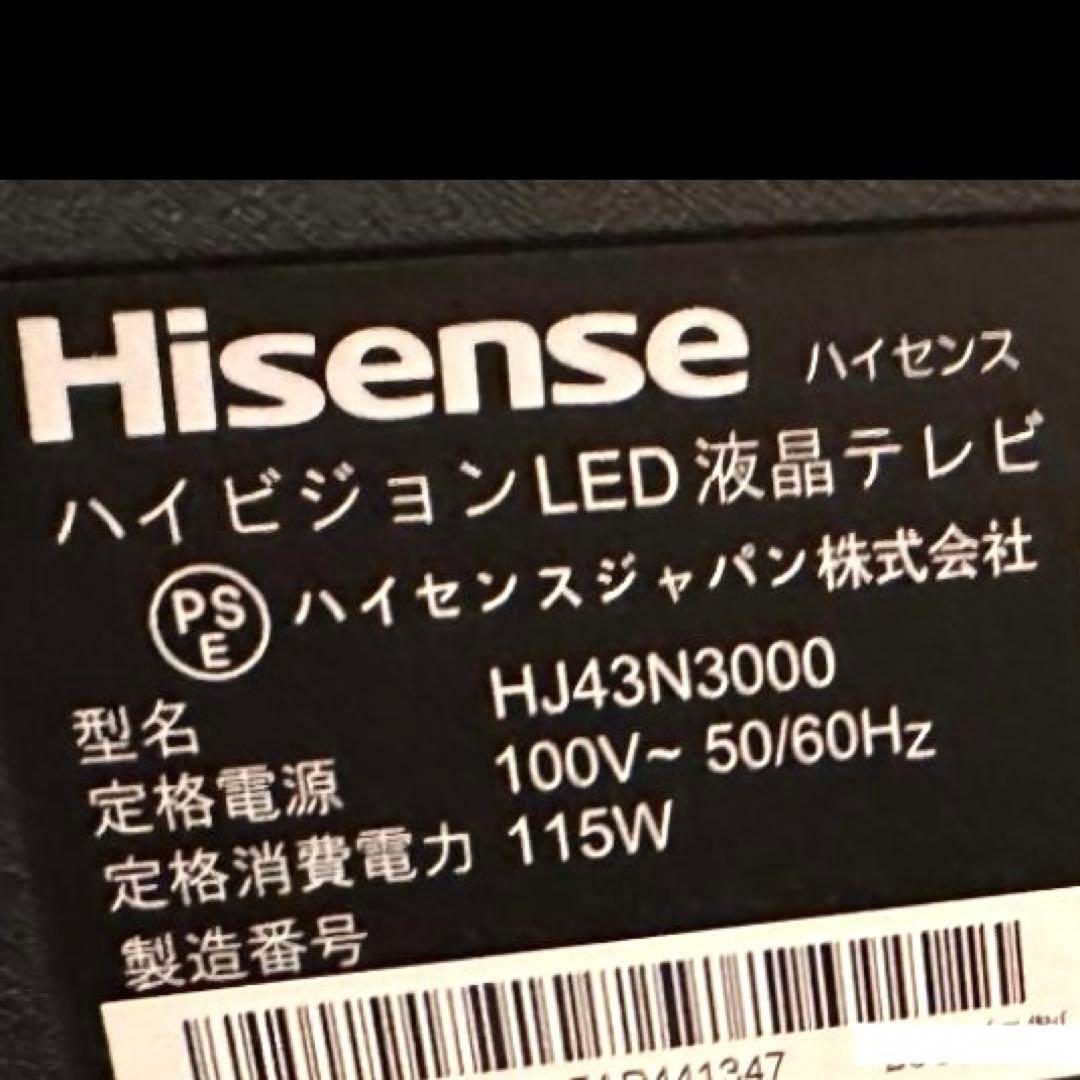 Hisense ハイセンス
ハイビジョンLED液晶テレビ
PSE ハイセンスジャパン株式会社
型名 HJ43N3000
定格電源 100V~ 50/60Hz
定格消費電力 115W
製造番号